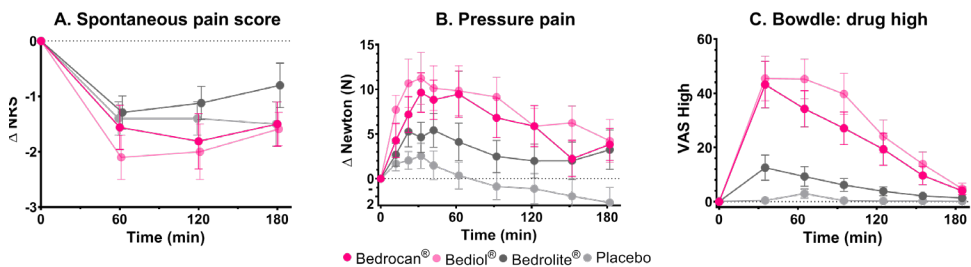 A. Spontaneous pain score
0
-1
-2
-3
Δ NRS
0
60
120
180
Time (min)
B. Pressure pain
15
10
5
0
2
Δ Newton (N)
0
60
120
180
Time (min)
C. Bowdle: drug high
60
40
20
0
VAS High
0
60
120
180
Time (min)
Bedrocan® Bediol® Bedrolite® Placebo